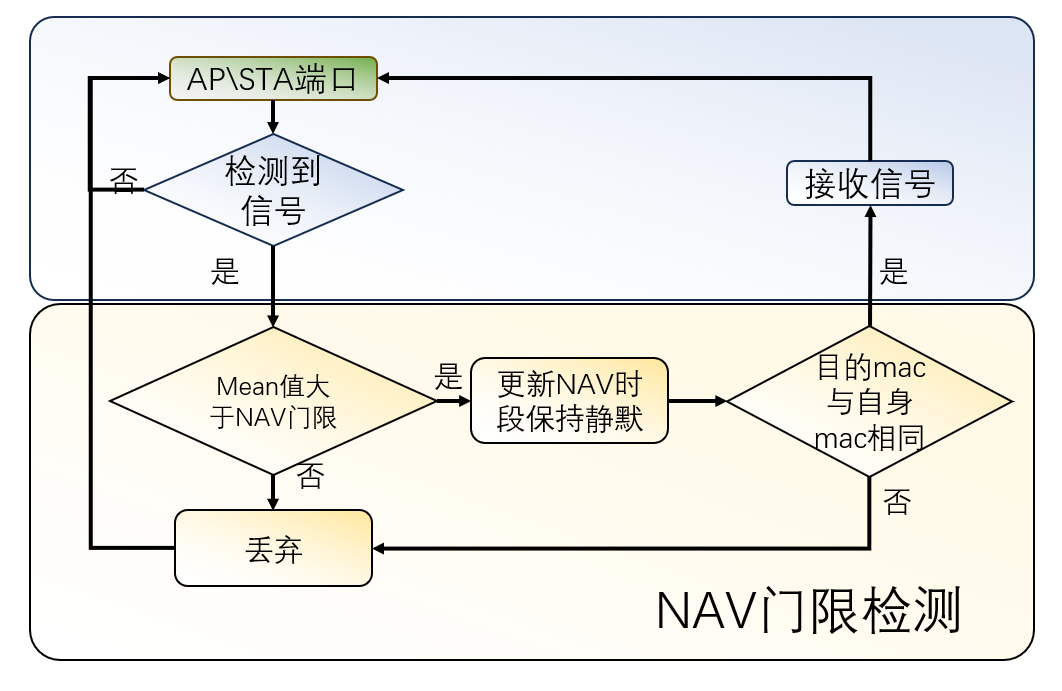 AP\STA端口
检测到
信号
否
接收信号
是
是
Mean值大
于NAV门限
是
更新NAV时
段保持静默
目的mac
与自身
mac相同
否
否
丢弃
NAV门限检测